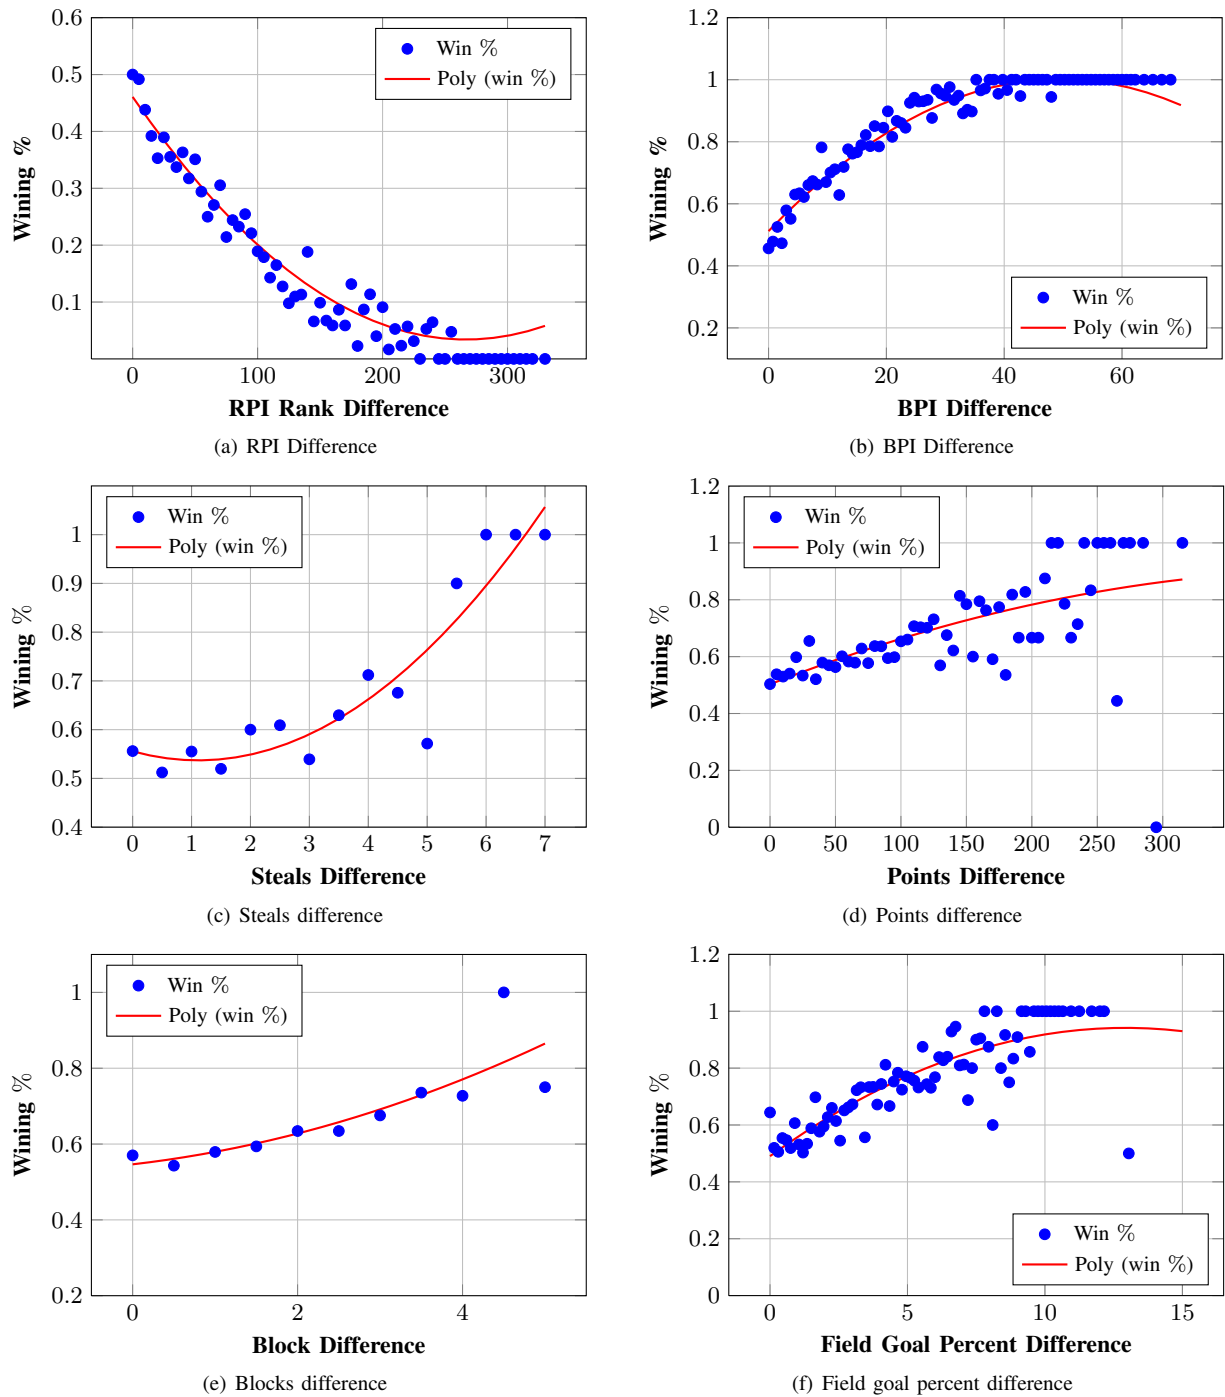 0.6
0.5
0.4
0.3
0.2
0.1
Wining %
Win %
Poly (win %)
0 100 200 300
RPI Rank Difference
(a) RPI Difference
1.2
1
0.8
0.6
0.4
0.2
Wining %
Win %
Poly (win %)
0 20 40 60
BPI Difference
(b) BPI Difference
1
0.9
0.8
0.7
0.6
0.5
0.4
Wining %
Win %
Poly (win %)
0 1 2 3 4 5 6 7
Steals Difference
(c) Steals difference
1.2
1
0.8
0.6
0.4
0.2
0
Wining %
Win %
Poly (win %)
0 50 100 150 200 250 300
Points Difference
(d) Points difference
1
0.8
0.6
0.4
0.2
Wining %
Win %
Poly (win %)
0 2 4
Block Difference
(e) Blocks difference
1.2
1
0.8
0.6
0.4
0.2
0
Wining %
Win %
Poly (win %)
0 5 10 15
Field Goal Percent Difference
(f) Field goal percent difference